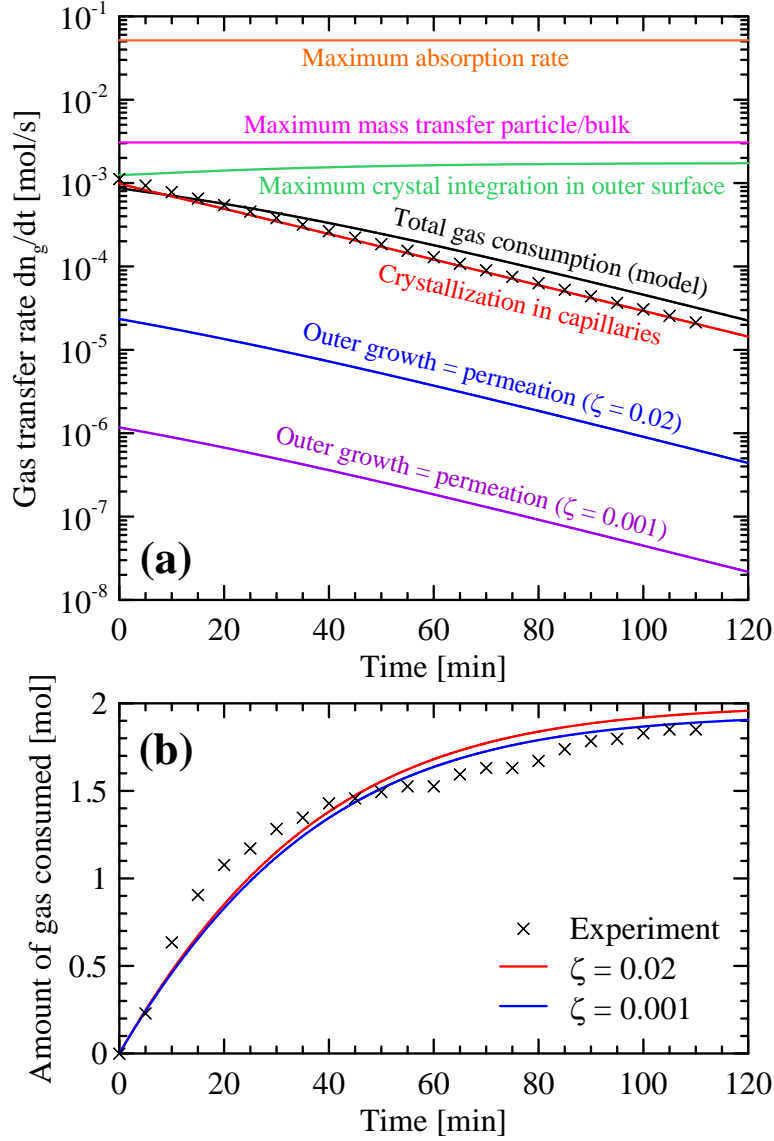 10⁻¹
10⁻²
10⁻³
10⁻⁴
10⁻⁵
10⁻⁶
10⁻⁷
10⁻⁸
Gas transfer rate dn_g/dt [mol/s]
Maximum absorption rate
Maximum mass transfer particle/bulk
Maximum crystal integration in outer surface
Total gas consumption (model)
Crystallization in capillaries
Outer growth = permeation (ζ = 0.02)
Outer growth = permeation (ζ = 0.001)
(a)
0 20 40 60 80 100 120
Time [min]
2
1.5
1
0.5
0
Amount of gas consumed [mol]
(b)
Experiment
ζ = 0.02
ζ = 0.001
0 20 40 60 80 100 120
Time [min]